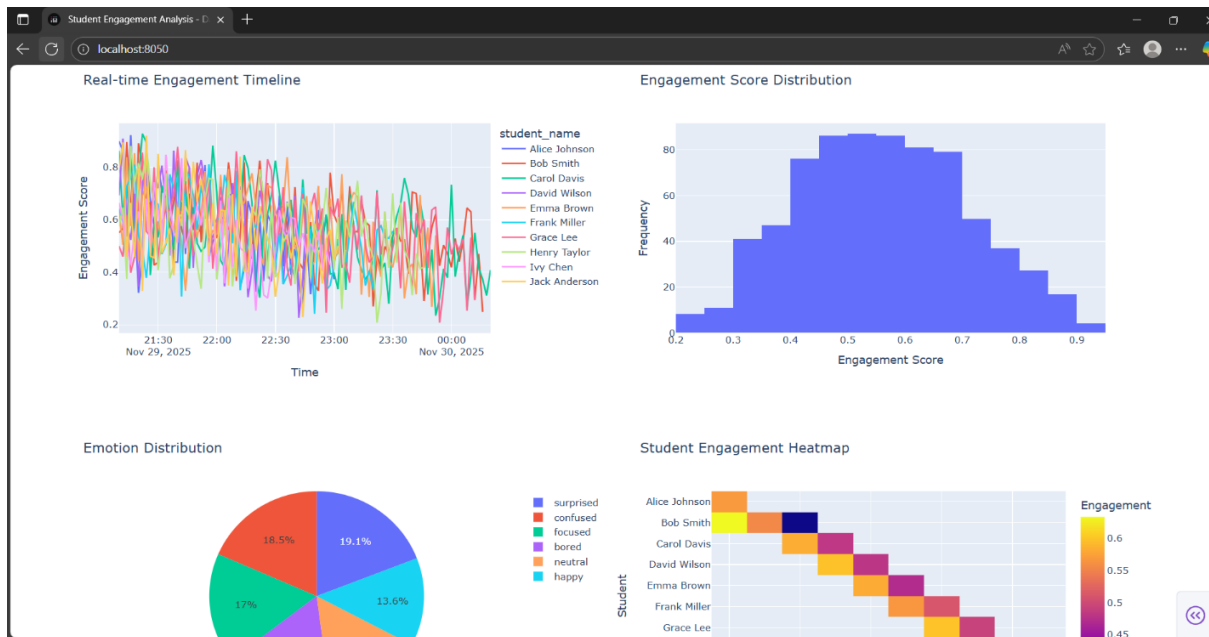 Student Engagement Analysis - D
localhost:8050
Real-time Engagement Timeline
Engagement Score
0.8
0.6
0.4
0.2
21:30
Nov 29, 2025
22:00
22:30
23:00
23:30
00:00
Nov 30, 2025
Time
student_name
Alice Johnson
Bob Smith
Carol Davis
David Wilson
Emma Brown
Frank Miller
Grace Lee
Henry Taylor
Ivy Chen
Jack Anderson
Engagement Score Distribution
Frequency
80
60
40
20
0
0.2
0.3
0.4
0.5
0.6
0.7
0.8
0.9
Engagement Score
Emotion Distribution
18.5%
19.1%
17%
13.6%
surprised
confused
focused
bored
neutral
happy
Student Engagement Heatmap
Student
Alice Johnson
Bob Smith
Carol Davis
David Wilson
Emma Brown
Frank Miller
Grace Lee
Engagement
0.6
0.55
0.5
0.45